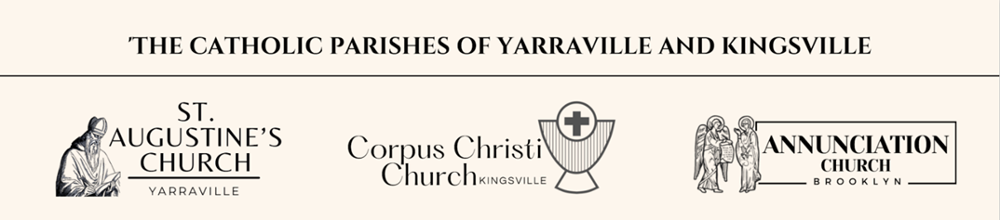 'THE CATHOLIC PARISHES OF YARRAVILLE AND KINGSVILLE
ST.
AUGUSTINE'S
CHURCH
YARRAVILLE
Corpus Christi
Church KINGSVILLE
ANNUNCIATION
CHURCH
BROOKLYN